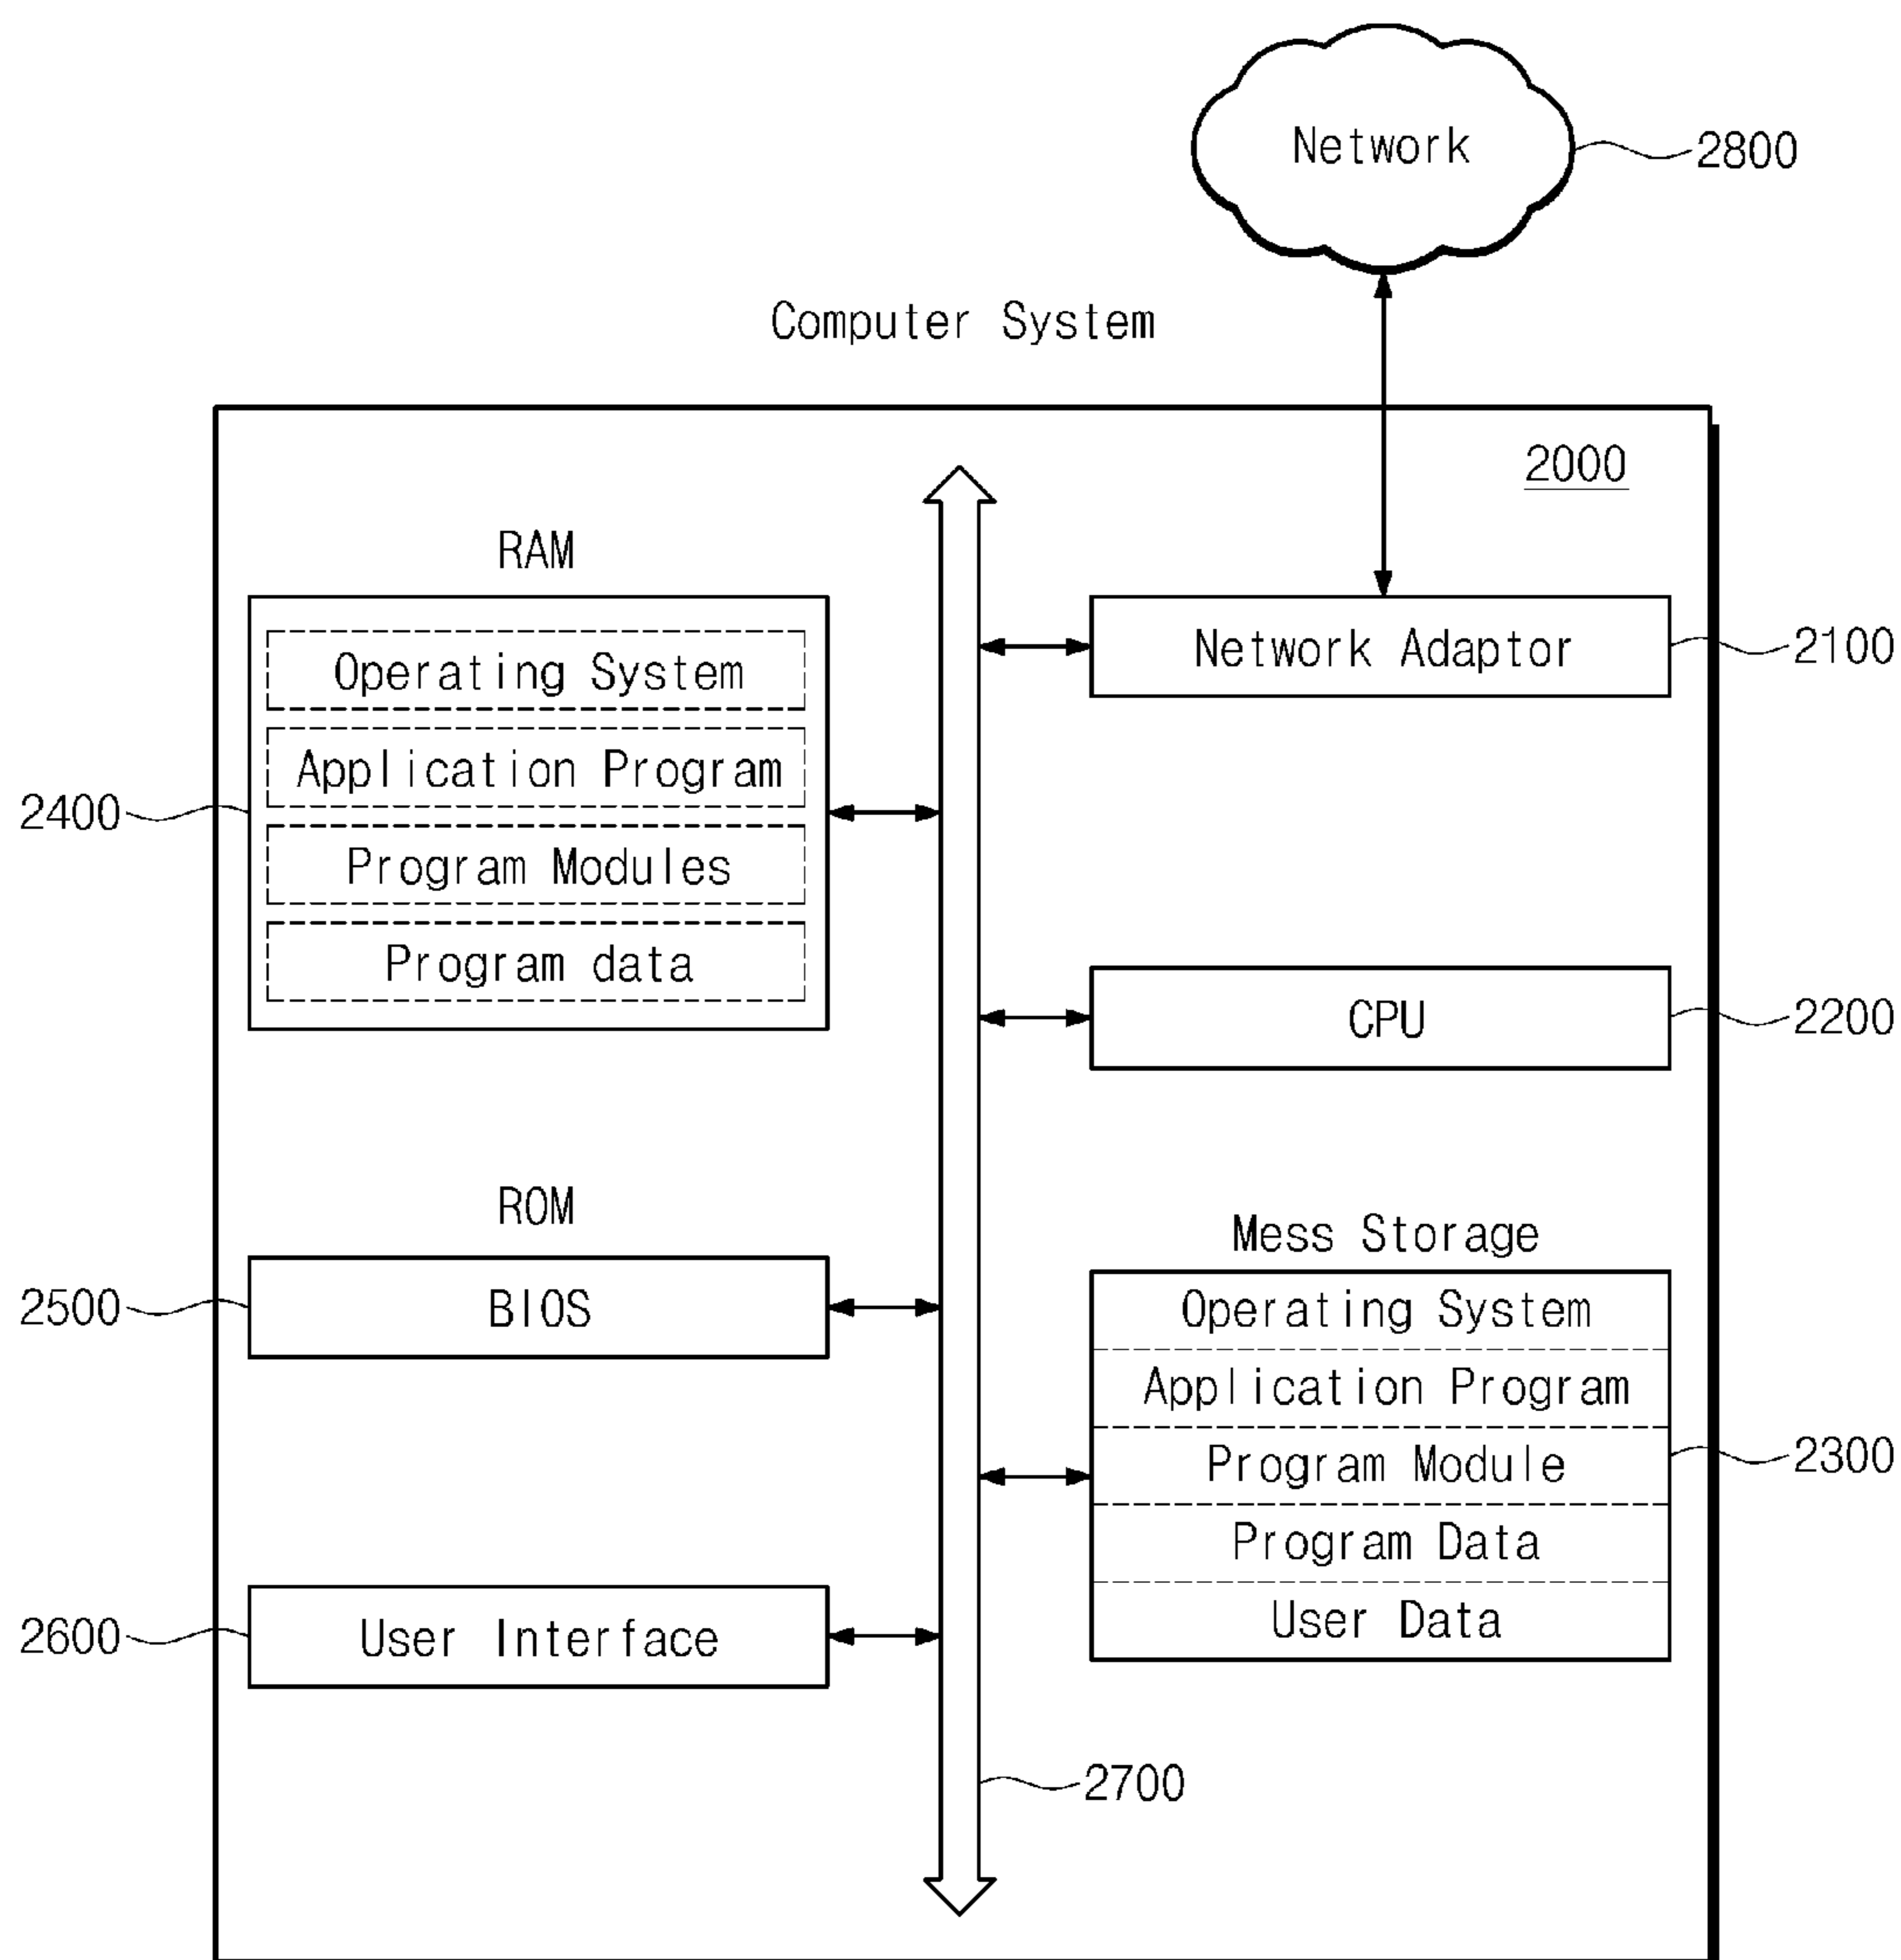 Network
2800
Computer System
2000
RAM
Operating System
Application Program
Program Modules
Program data
2400
Network Adaptor
2100
CPU
2200
ROM
BIOS
2500
Mess Storage
Operating System
Application Program
Program Module
Program Data
User Data
2300
User Interface
2600
2700